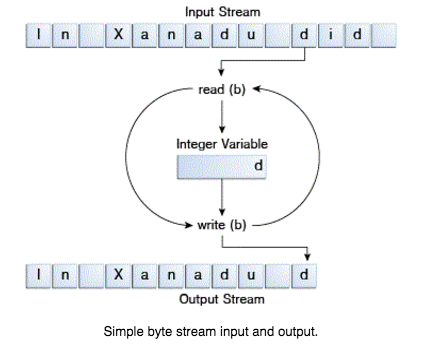 Input Stream
I n X a n a d u d i d
read (b)
Integer Variable
d
write (b)
I n X a n a d u d
Output Stream
Simple byte stream input and output.